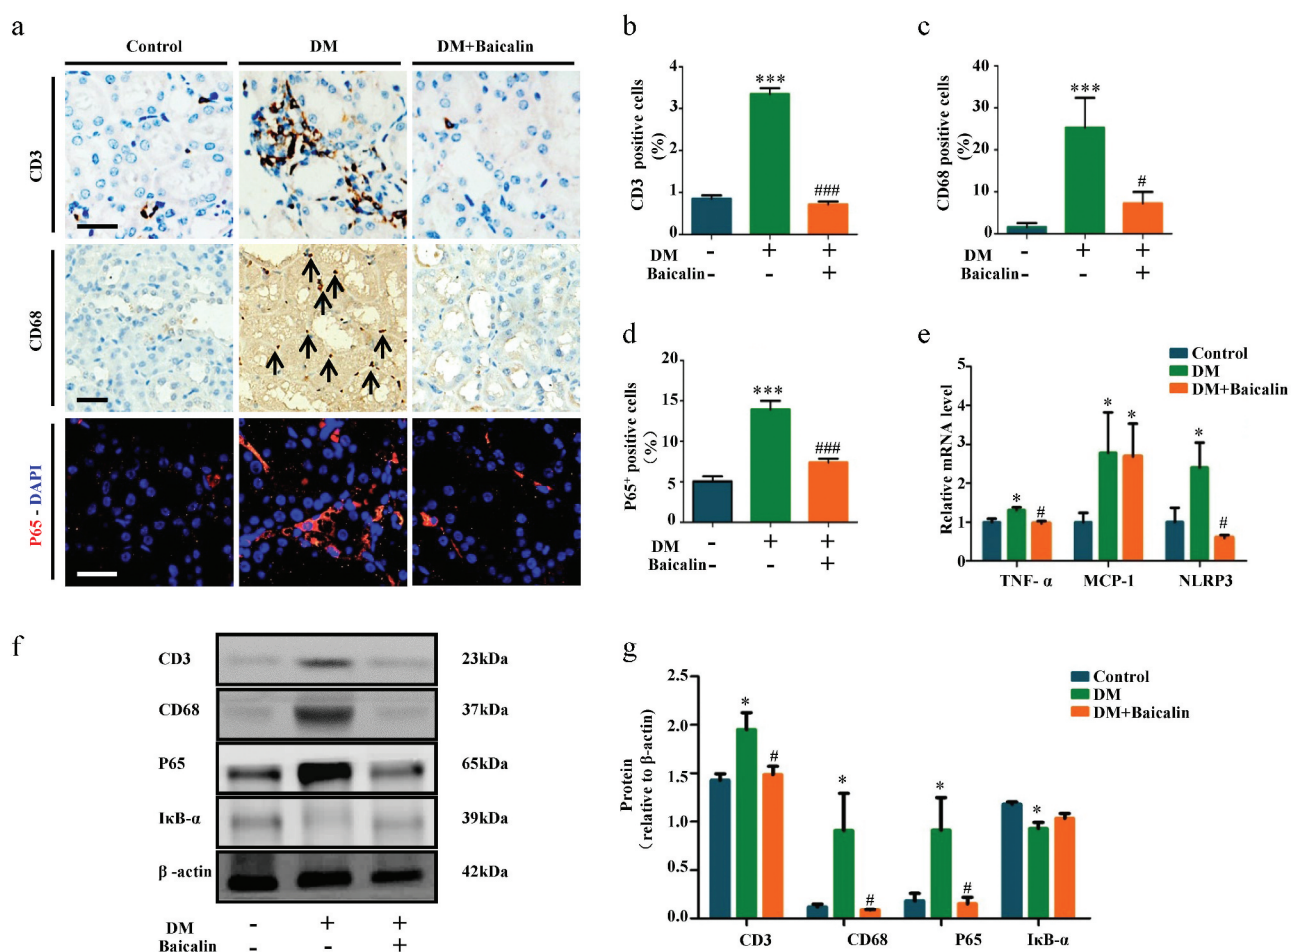 a
Control DM DM+Baicalin
CD3
CD68
P65 - DAPI
b
CD3 positive cells
(%)
4
3
2
1
0
***
###
DM - + +
Baicalin - - +
c
CD68 positive cells
(%)
40
30
20
10
0
***
#
DM - + +
Baicalin - - +
d
P65+ positive cells
(%)
20
15
10
5
0
***
###
DM - + +
Baicalin - - +
e
Control
DM
DM+Baicalin
Relative mRNA level
5
4
3
2
1
0
* # * * * #
TNF- α MCP-1 NLRP3
f
CD3 23kDa
CD68 37kDa
P65 65kDa
IκB-α 39kDa
β -actin 42kDa
DM - + +
Baicalin - - +
g
Control
DM
DM+Baicalin
Protein
(relative to β-actin)
2.5
2.0
1.5
1.0
0.5
0.0
* # * # * # *
CD3 CD68 P65 IκB-α